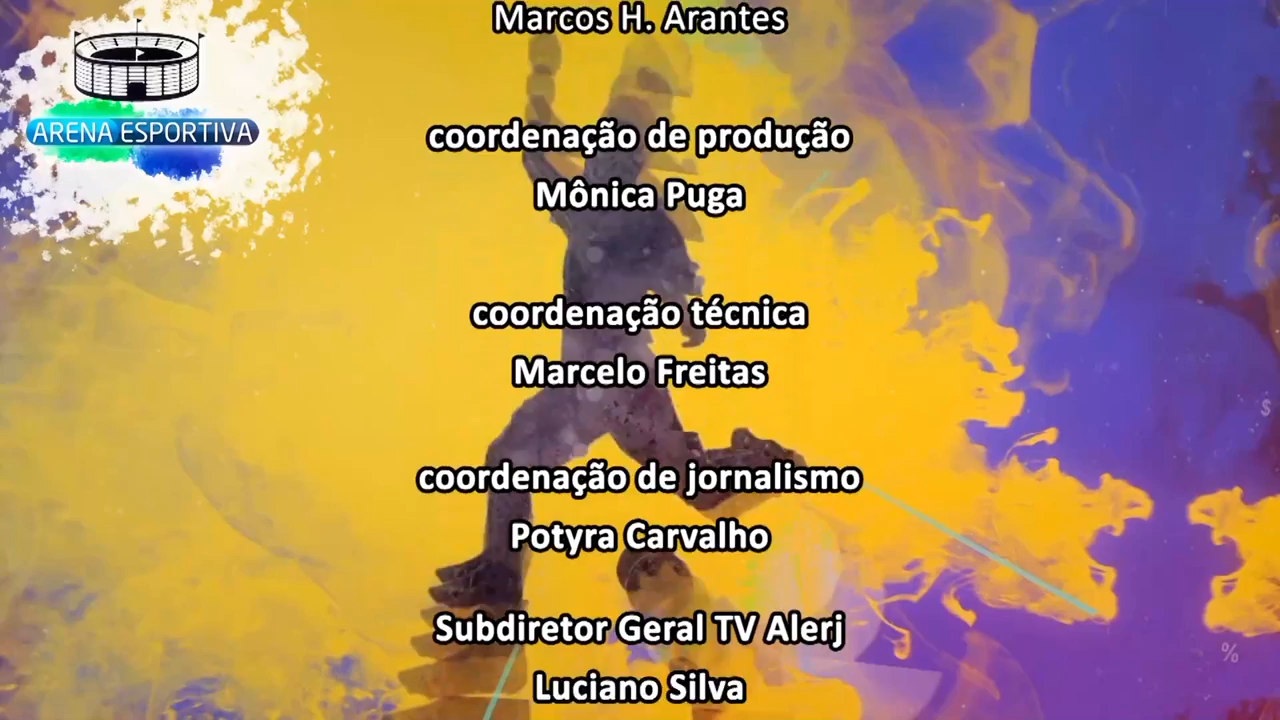 Marcos H. Arantes
ARENA ESPORTIVA
coordenação de produção
Mônica Puga
coordenação técnica
Marcelo Freitas
coordenação de jornalismo
Potyra Carvalho
Subdiretor Geral TV Alerj
Luciano Silva
$
%